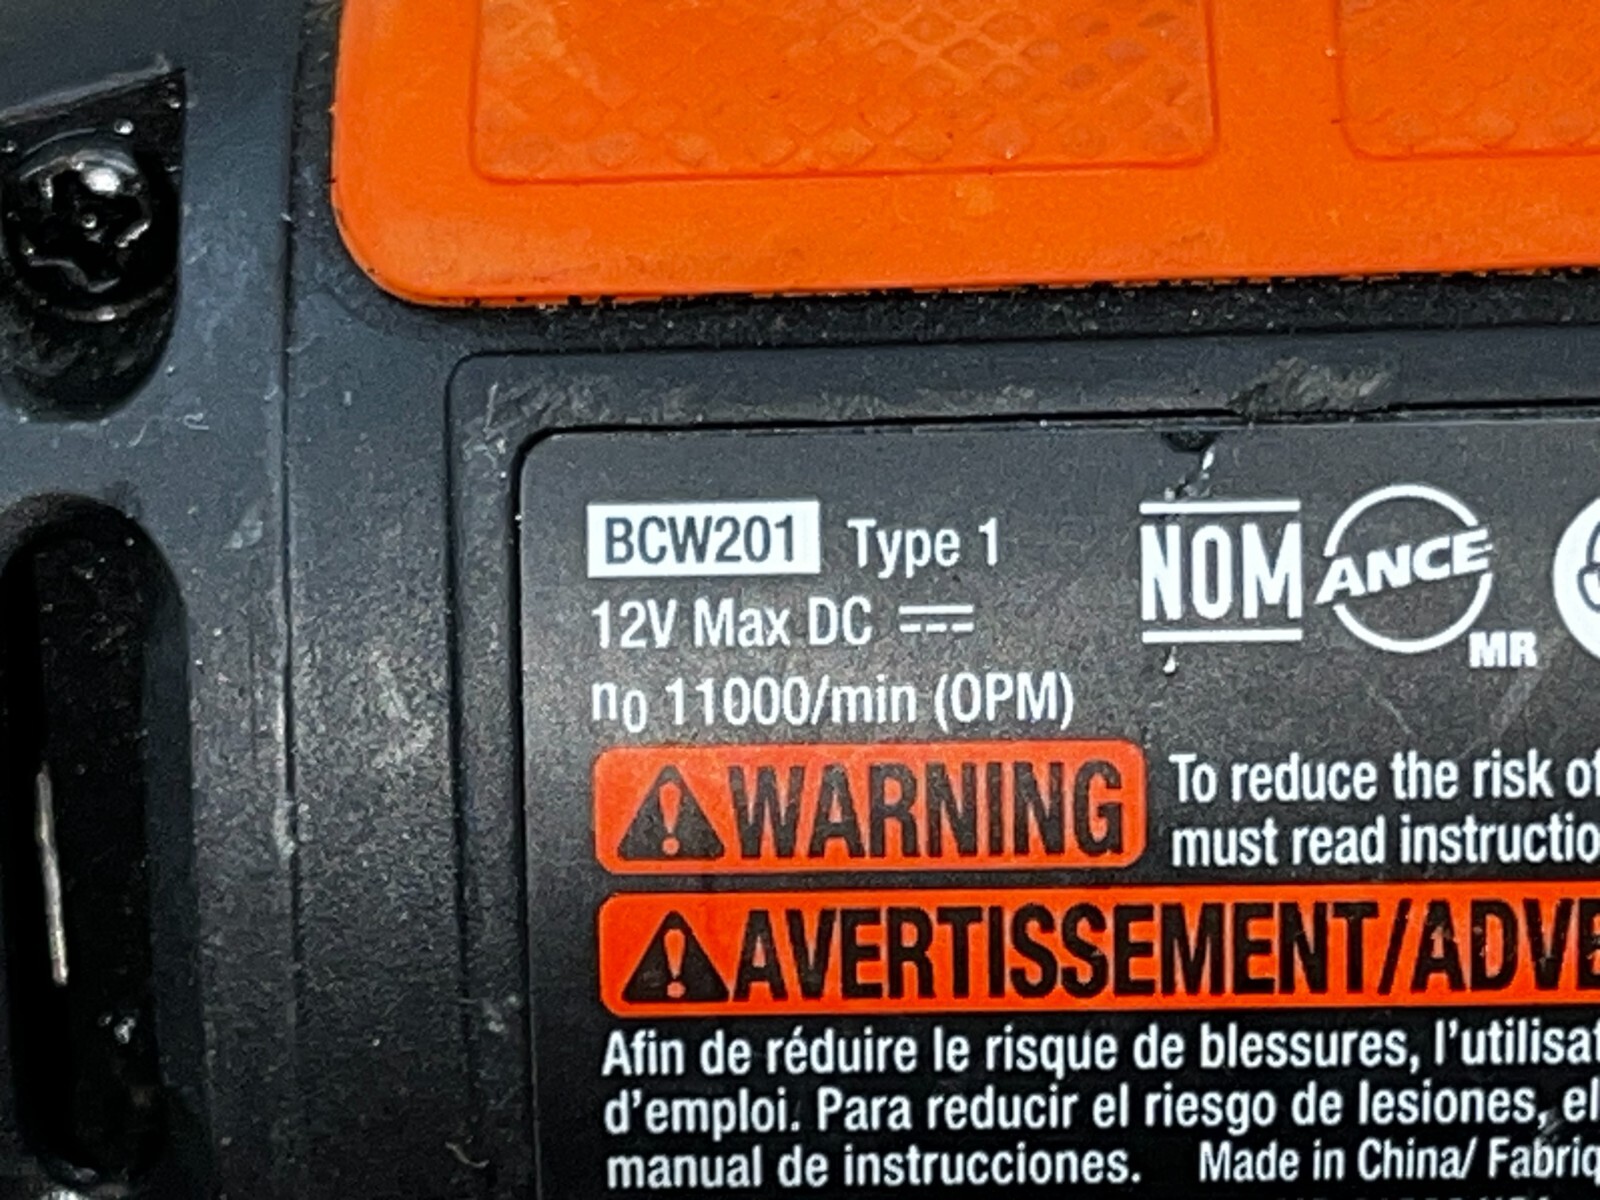 BCW201 Type 1
12V Max DC
n0 11000/min (OPM)
NOM
ANCE
MR
WARNING
To reduce the risk of
must read instructio
AVERTISSEMENT/ADVE
Afin de réduire le risque de blessures, l'utilisat
d'emploi. Para reducir el riesgo de lesiones, el
manual de instrucciones. Made in China/ Fabriq